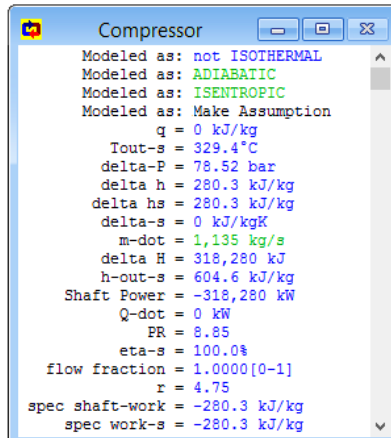 Compressor
Modeled as: not ISOTHERMAL
Modeled as: ADIABATIC
Modeled as: ISENTROPIC
Modeled as: Make Assumption
q = 0 kJ/kg
Tout-s = 329.4°C
delta-P = 78.52 bar
delta h = 280.3 kJ/kg
delta hs = 280.3 kJ/kg
delta-s = 0 kJ/kgK
m-dot = 1,135 kg/s
delta H = 318,280 kJ
h-out-s = 604.6 kJ/kg
Shaft Power = -318,280 kW
Q-dot = 0 kW
PR = 8.85
eta-s = 100.0%
flow fraction = 1.0000[0-1]
r = 4.75
spec shaft-work = -280.3 kJ/kg
spec work-s = -280.3 kJ/kg